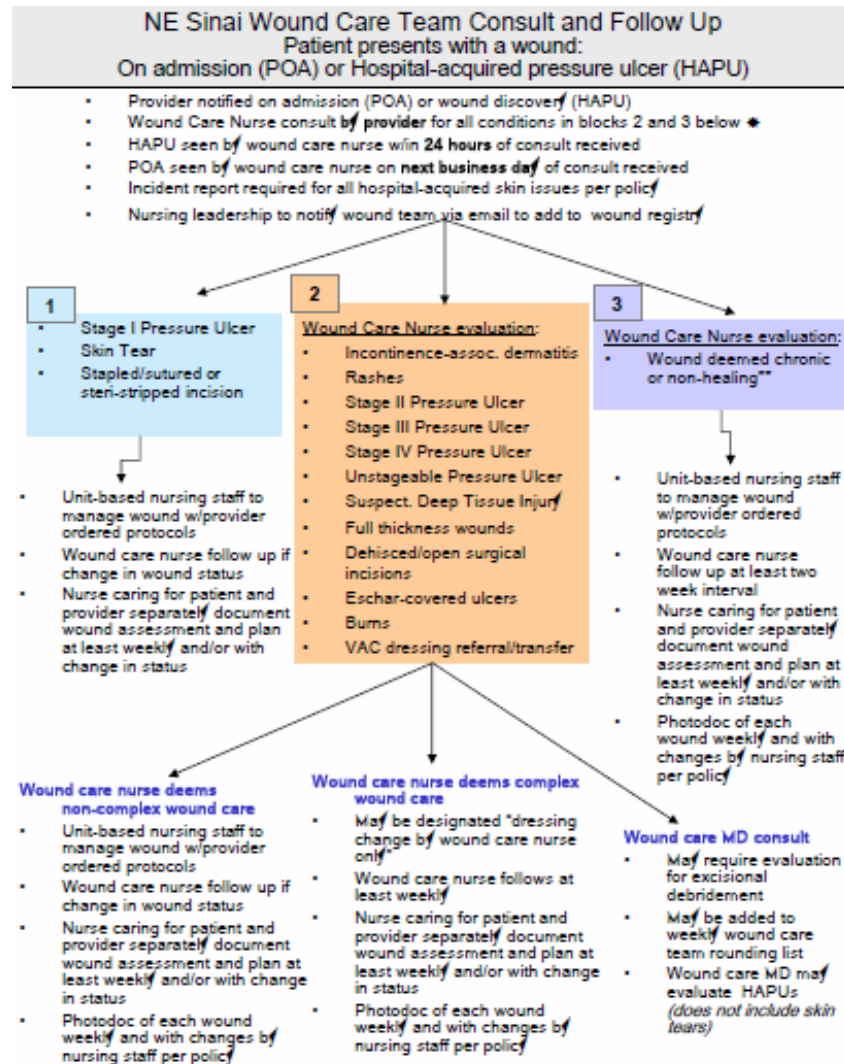 NE Sinai Wound Care Team Consult and Follow Up
Patient presents with a wound:
On admission (POA) or Hospital-acquired pressure ulcer (HAPU)
▪ Provider notified on admission (POA) or wound discovery (HAPU)
▪ Wound Care Nurse consult by provider for all conditions in blocks 2 and 3 below ✦
▪ HAPU seen by wound care nurse w/in 24 hours of consult received
▪ POA seen by wound care nurse on next business day of consult received
▪ Incident report required for all hospital-acquired skin issues per policy
▪ Nursing leadership to notify wound team via email to add to wound registry
1
▪ Stage I Pressure Ulcer
▪ Skin Tear
▪ Stapled/sutured or
steri-stripped incision
▪ Unit-based nursing staff to
manage wound w/provider
ordered protocols
▪ Wound care nurse follow up if
change in wound status
▪ Nurse caring for patient and
provider separately document
wound assessment and plan
at least weekly and/or with
change in status
2
Wound Care Nurse evaluation:
▪ Incontinence-assoc. dermatitis
▪ Rashes
▪ Stage II Pressure Ulcer
▪ Stage III Pressure Ulcer
▪ Stage IV Pressure Ulcer
▪ Unstageable Pressure Ulcer
▪ Suspect. Deep Tissue Injury
▪ Full thickness wounds
▪ Dehisced/open surgical
incisions
▪ Eschar-covered ulcers
▪ Burns
▪ VAC dressing referral/transfer
3
Wound Care Nurse evaluation:
▪ Wound deemed chronic
or non-healing**
▪ Unit-based nursing staff
to manage wound
w/provider ordered
protocols
▪ Wound care nurse
follow up at least two
week interval
▪ Nurse caring for patient
and provider separately
document wound
assessment and plan at
least weekly and/or with
change in status
▪ Photodoc of each
wound weekly and with
changes by nursing staff
per policy
Wound care nurse deems
non-complex wound care
▪ Unit-based nursing staff to
manage wound w/provider
ordered protocols
▪ Wound care nurse follow up if
change in wound status
▪ Nurse caring for patient and
provider separately document
wound assessment and plan at
least weekly and/or with change
in status
▪ Photodoc of each wound
weekly and with changes by
nursing staff per policy
Wound care nurse deems complex
wound care
▪ May be designated "dressing
change by wound care nurse
only"
▪ Wound care nurse follows at
least weekly
▪ Nurse caring for patient and
provider separately document
wound assessment and plan at
least weekly and/or with change
in status
▪ Photodoc of each wound
weekly and with changes by
nursing staff per policy
Wound care MD consult
▪ May require evaluation
for excisional
debridement
▪ May be added to
weekly wound care
team rounding list
▪ Wound care MD may
evaluate HAPUs
(does not include skin
tears)